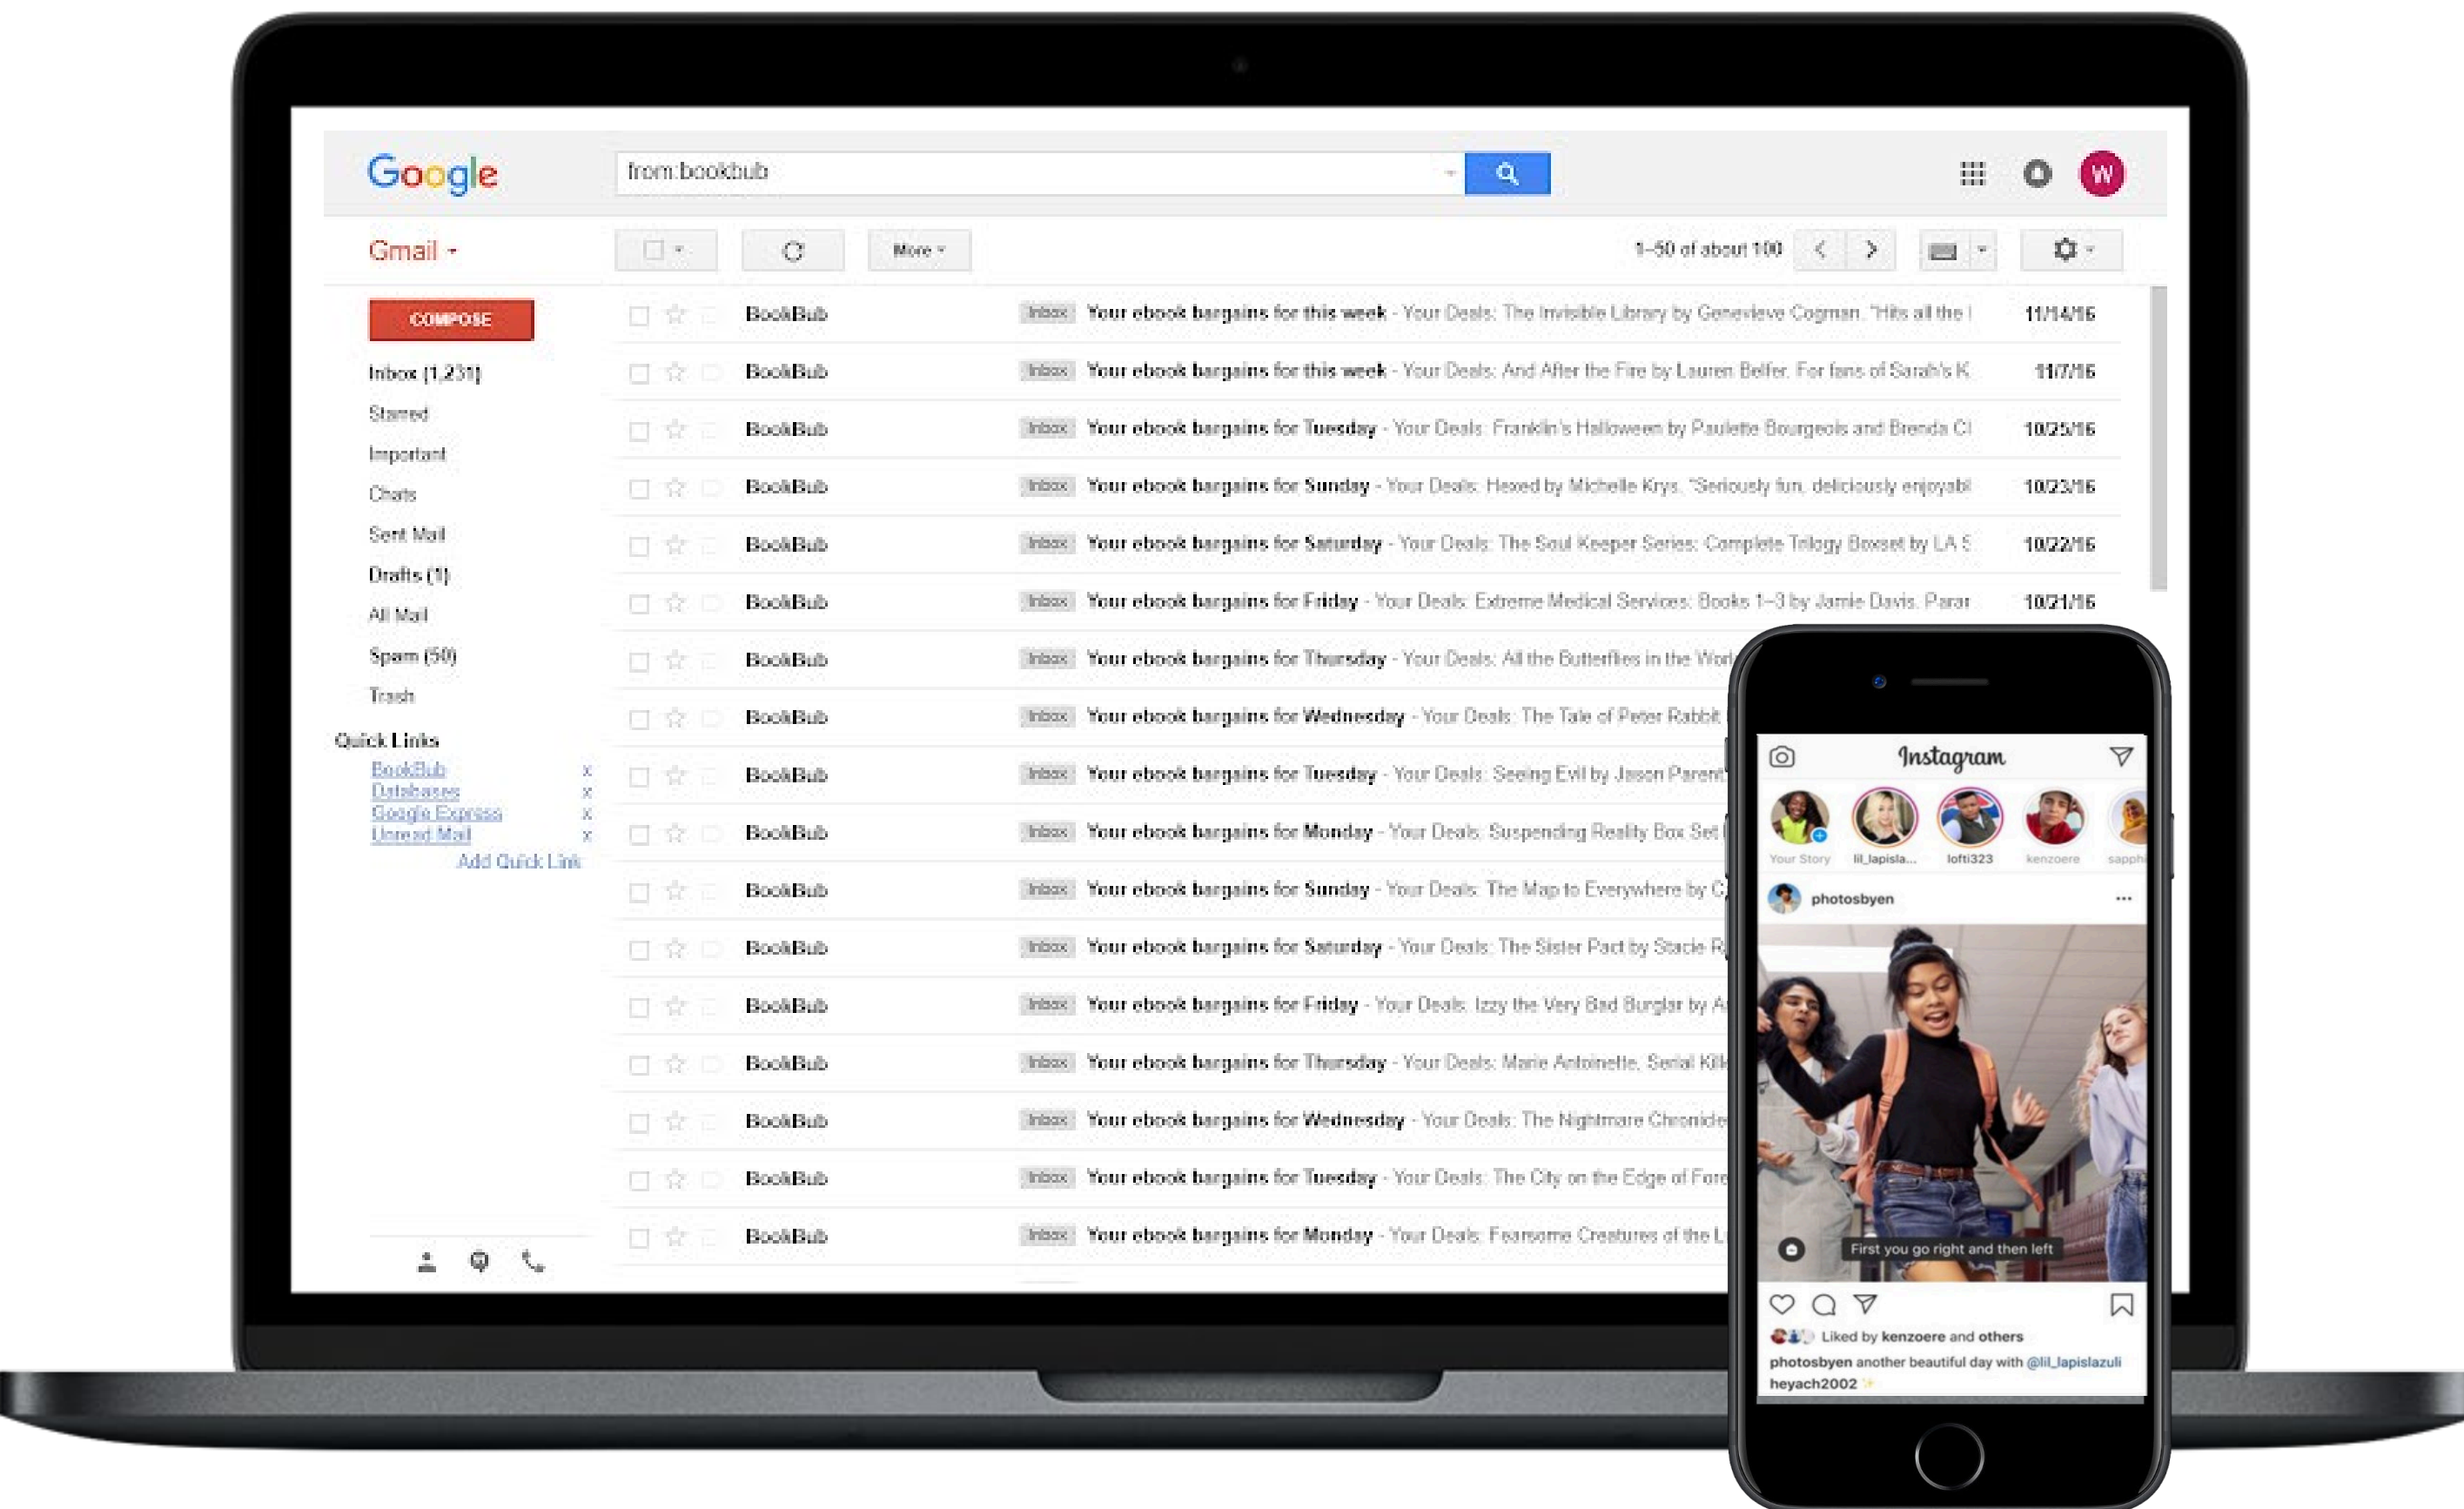 Google
from:bookbub
W
Gmail
More
1–50 of about 100
COMPOSE
Inbox (1,231)
Starred
Important
Chats
Sent Mail
Drafts (1)
All Mail
Spam (50)
Trash
Quick Links
BookBub x
Databases x
Google Express x
Unread Mail x
Add Quick Link
BookBub Inbox Your ebook bargains for this week - Your Deals: The Invisible Library by Genevieve Cogman. "Hits all the 11/14/16
BookBub Inbox Your ebook bargains for this week - Your Deals: And After the Fire by Lauren Belfer. For fans of Sarah's K 11/7/16
BookBub Inbox Your ebook bargains for Tuesday - Your Deals: Franklin's Halloween by Paulette Bourgeois and Brenda Cl 10/25/16
BookBub Inbox Your ebook bargains for Sunday - Your Deals: Hexed by Michelle Krys. "Seriously fun, deliciously enjoyabl 10/23/16
BookBub Inbox Your ebook bargains for Saturday - Your Deals: The Soul Keeper Series: Complete Trilogy Boxset by LA S 10/22/16
BookBub Inbox Your ebook bargains for Friday - Your Deals: Extreme Medical Services: Books 1–3 by Jamie Davis. Parar 10/21/16
BookBub Inbox Your ebook bargains for Thursday - Your Deals: All the Butterflies in the Worl
BookBub Inbox Your ebook bargains for Wednesday - Your Deals: The Tale of Peter Rabbit
BookBub Inbox Your ebook bargains for Tuesday - Your Deals: Seeing Evil by Jason Parent
BookBub Inbox Your ebook bargains for Monday - Your Deals: Suspending Reality Box Set
BookBub Inbox Your ebook bargains for Sunday - Your Deals: The Map to Everywhere by C
BookBub Inbox Your ebook bargains for Saturday - Your Deals: The Sister Pact by Stacie R
BookBub Inbox Your ebook bargains for Friday - Your Deals: Izzy the Very Bad Burglar by A
BookBub Inbox Your ebook bargains for Thursday - Your Deals: Marie Antoinette, Serial Kill
BookBub Inbox Your ebook bargains for Wednesday - Your Deals: The Nightmare Chronicle
BookBub Inbox Your ebook bargains for Tuesday - Your Deals: The City on the Edge of Fore
BookBub Inbox Your ebook bargains for Monday - Your Deals: Fearsome Creatures of the L
Instagram
Your Story lil_lapisla... lofti323 kenzoere sapphi
photosbyen
First you go right and then left
Liked by kenzoere and others
photosbyen another beautiful day with @lil_lapislazuli
heyach2002 ✨